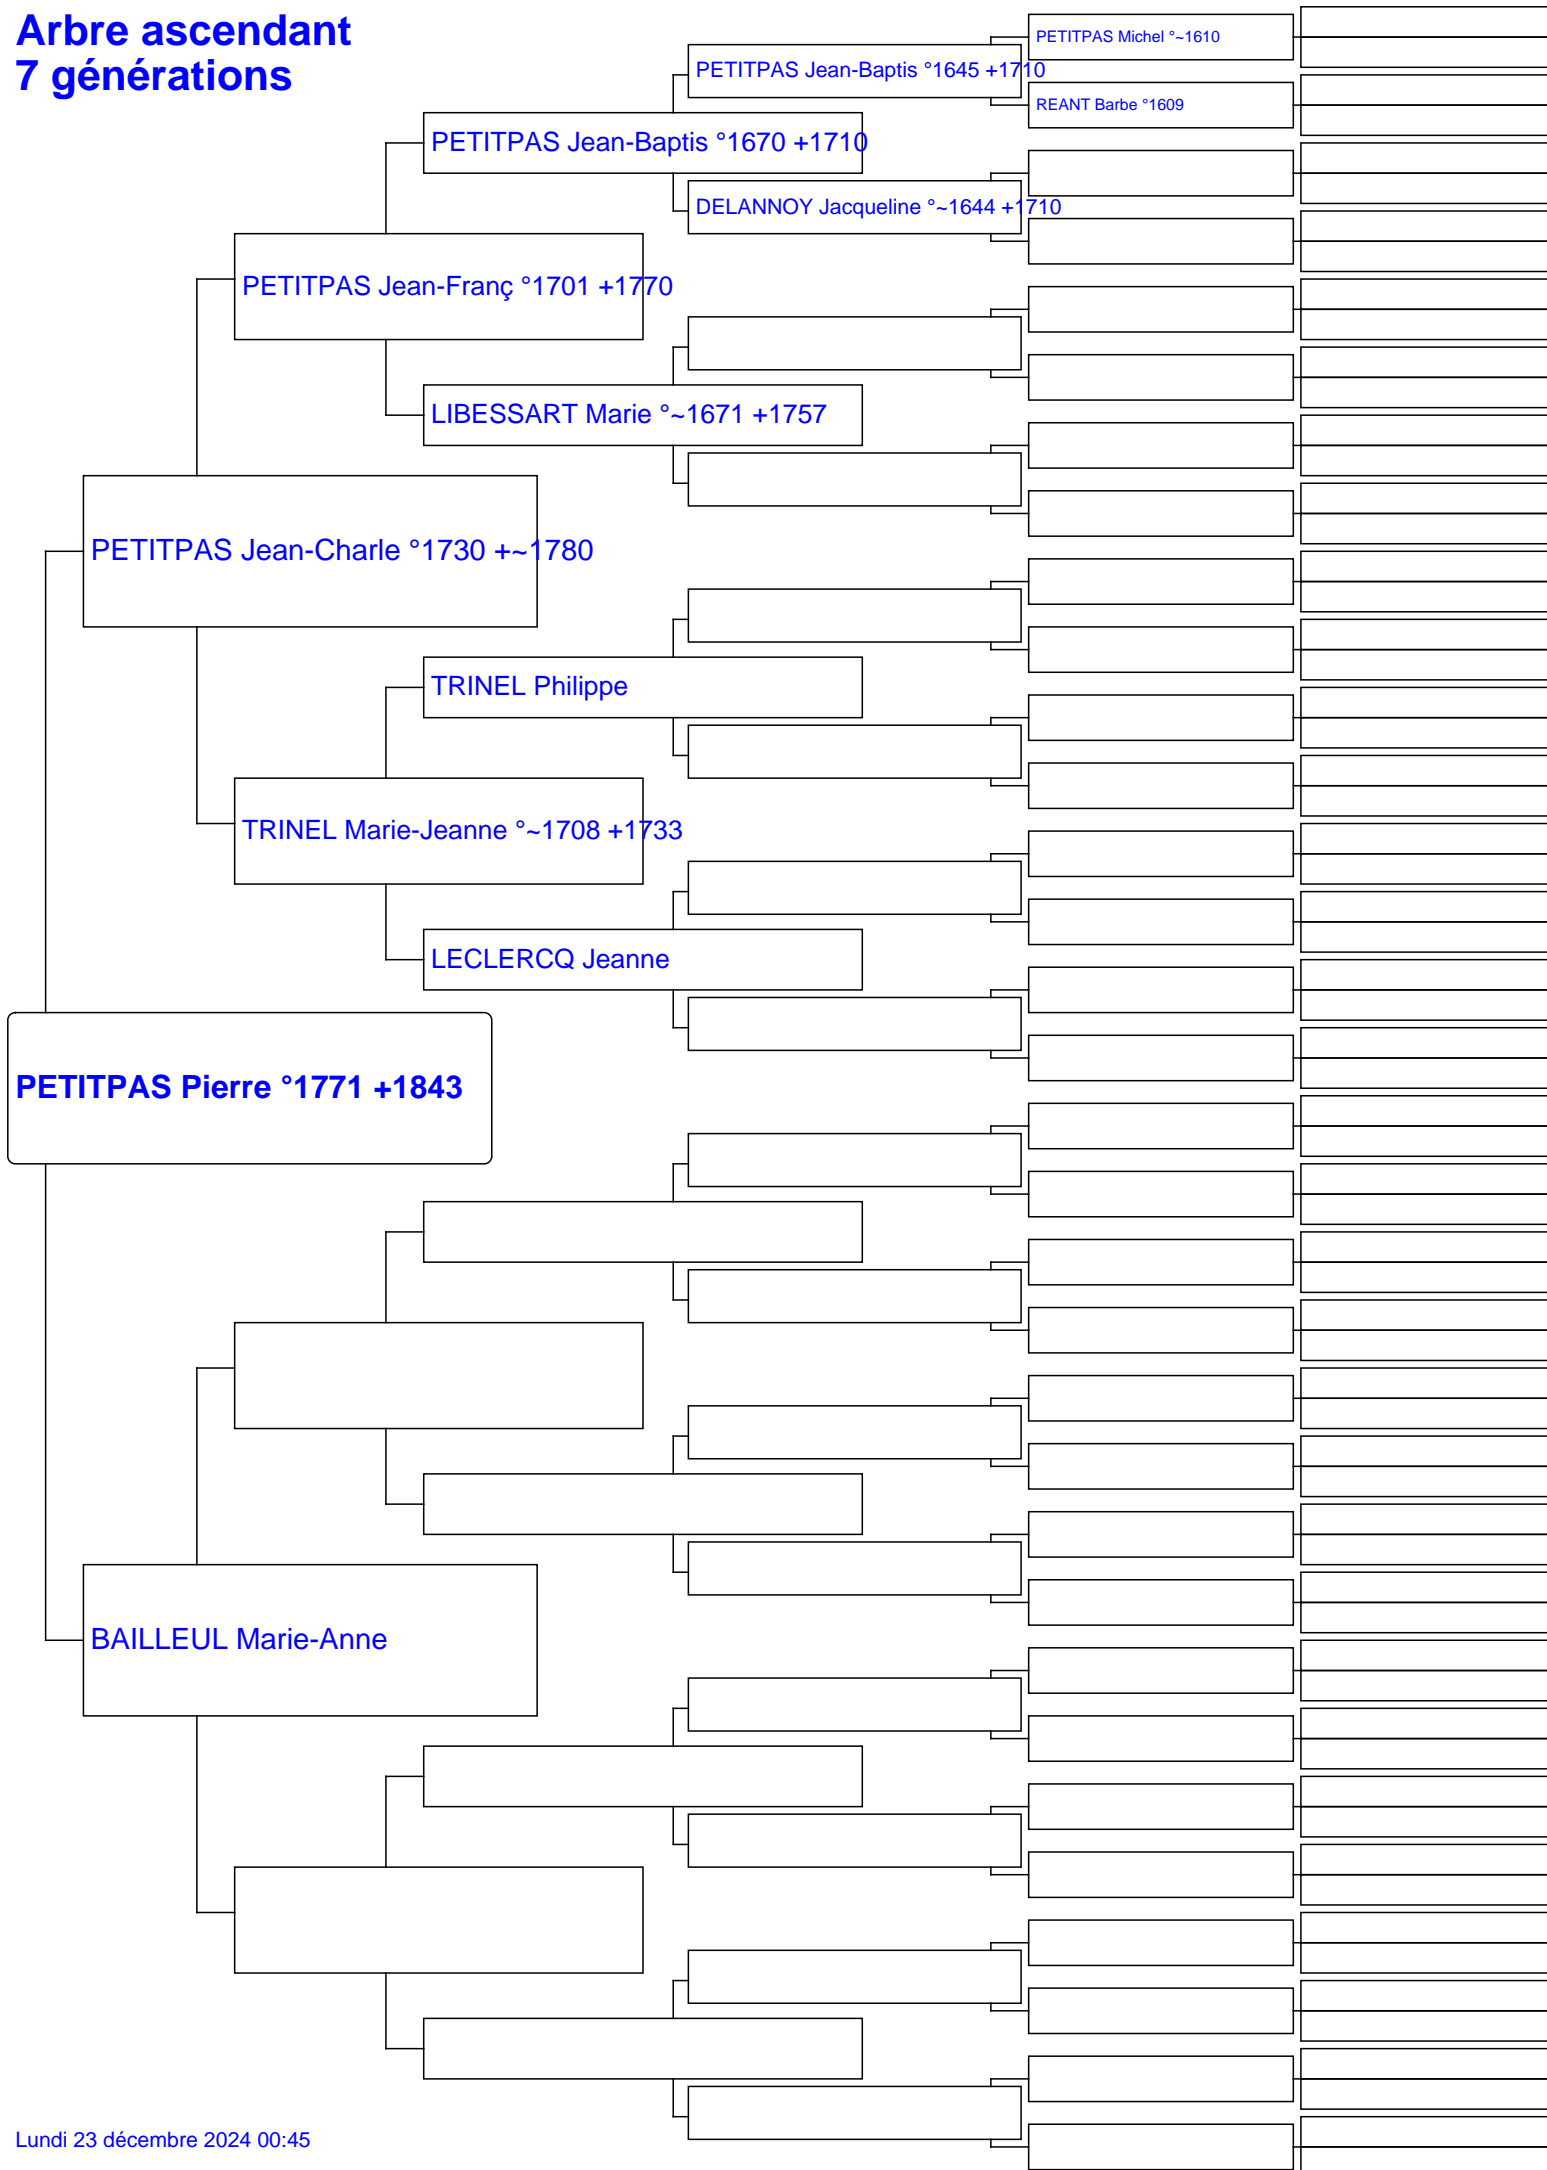 Arbre ascendant
7 générations
PETITPAS Michel °~1610
PETITPAS Jean-Baptis °1645 +1710
REANT Barbe °1609
PETITPAS Jean-Baptis °1670 +1710
DELANNOY Jacqueline °~1644 +1710
PETITPAS Jean-Franç °1701 +1770
LIBESSART Marie °~1671 +1757
PETITPAS Jean-Charle °1730 +~1780
TRINEL Philippe
TRINEL Marie-Jeanne °~1708 +1733
LECLERCQ Jeanne
PETITPAS Pierre °1771 +1843
BAILLEUL Marie-Anne
Lundi 23 décembre 2024 00:45